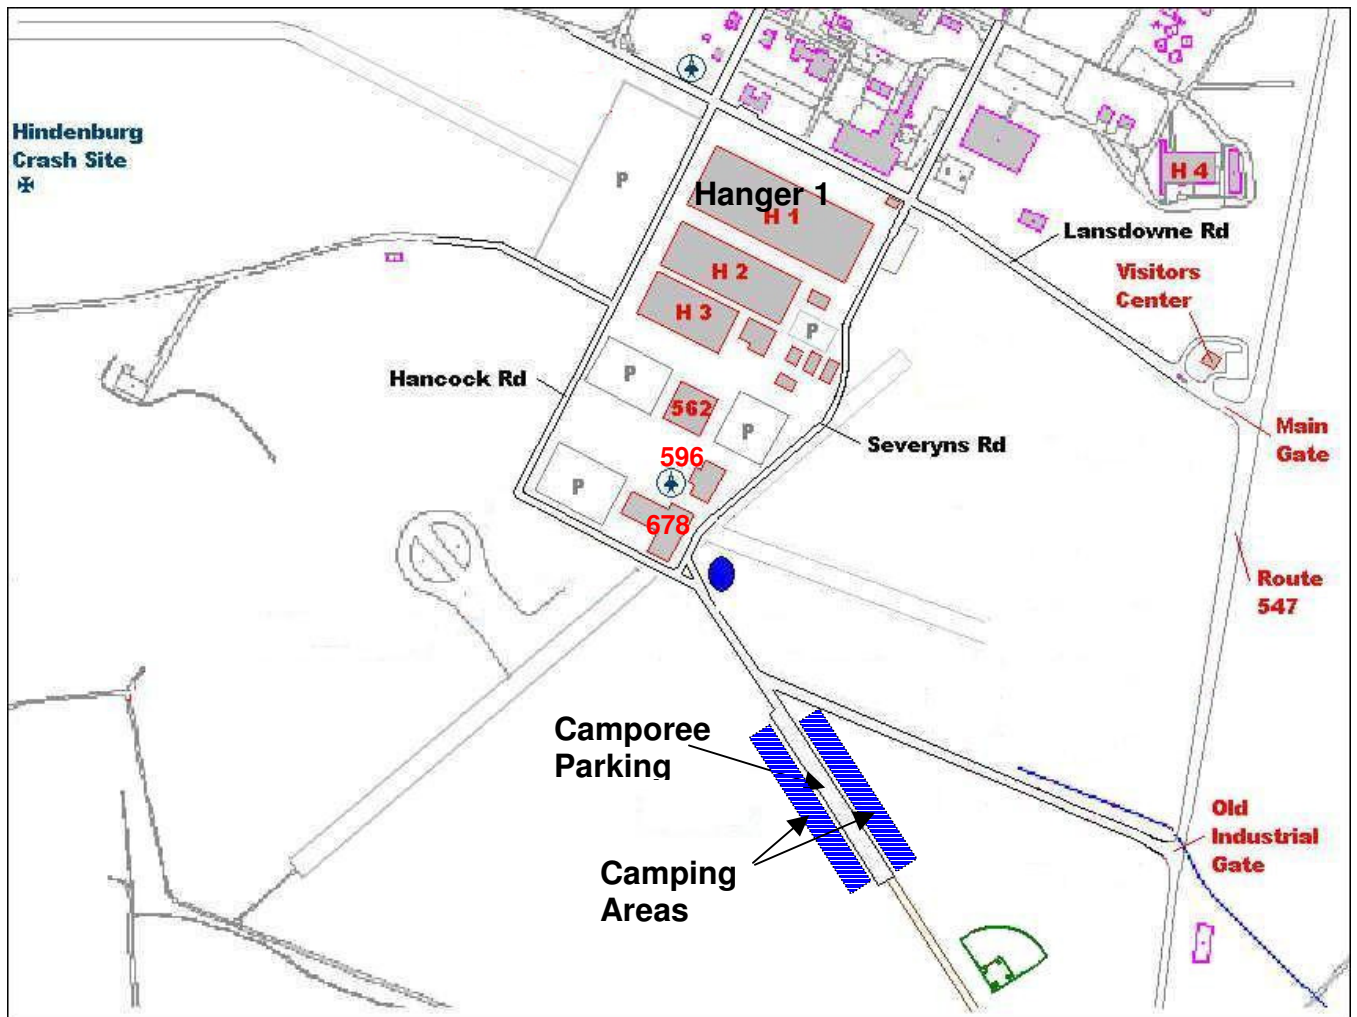 Hindenburg
Crash Site
P
Hanger 1
H 1
H 4
Lansdowne Rd
Visitors
Center
H 2
H 3
P
P
Hancock Rd
562
P
Main
Gate
Severyns Rd
596
P
678
Route
547
Camporee
Parking
Old
Industrial
Gate
Camping
Areas